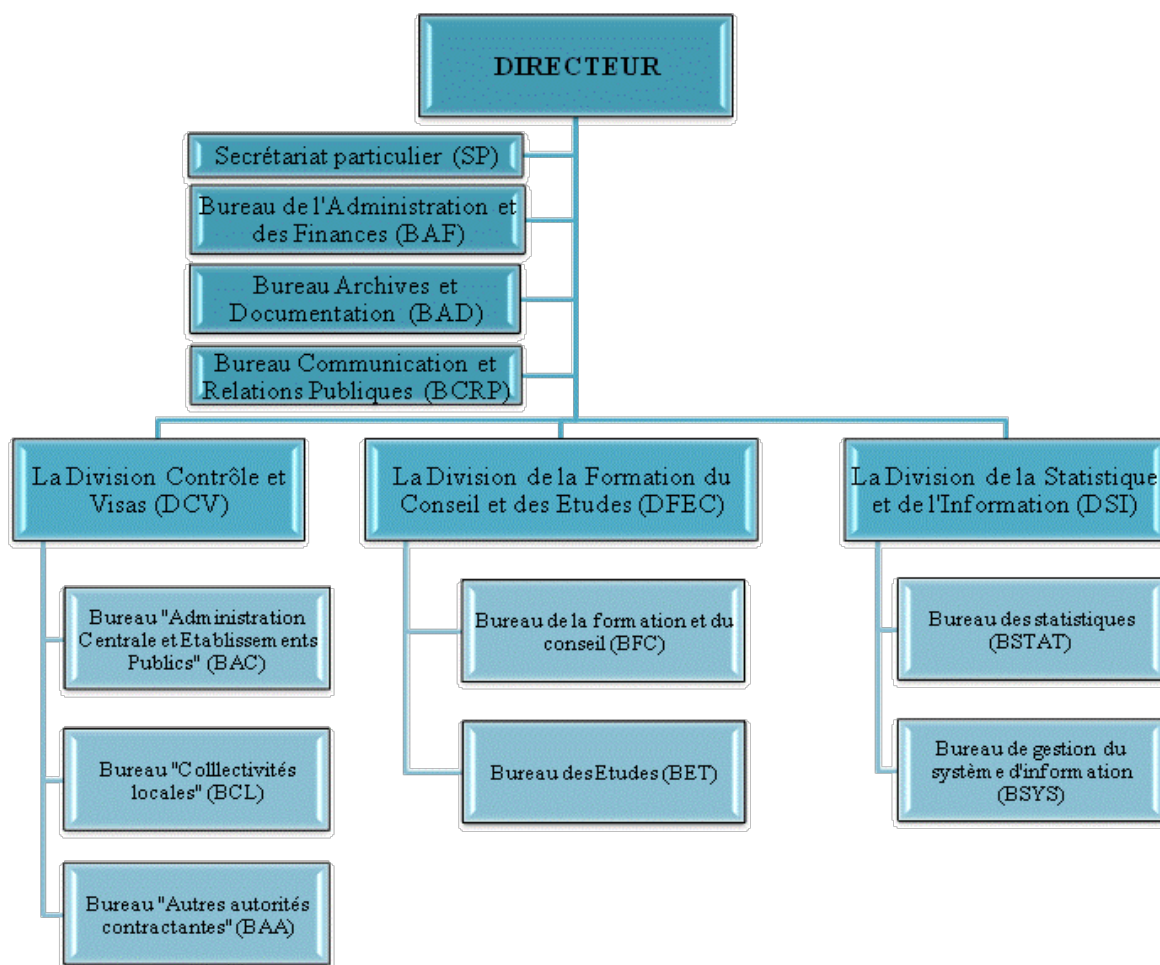 DIRECTEUR
Secrétariat particulier (SP)
Bureau de l'Administration et
des Finances (BAF)
Bureau Archives et
Documentation (BAD)
Bureau Communication et
Relations Publiques (BCRP)
La Division Contrôle et
Visas (DCV)
La Division de la Formation du
Conseil et des Etudes (DFEC)
La Division de la Statistique
et de l'Information (DSI)
Bureau "Administration
Centrale et Etablissements
Publics" (BAC)
Bureau "Colllectivités
locales" (BCL)
Bureau "Autres autorités
contractantes" (BAA)
Bureau de la formation et du
conseil (BFC)
Bureau des Etudes (BET)
Bureau des statistiques
(BSTAT)
Bureau de gestion du
système d'information
(BSYS)